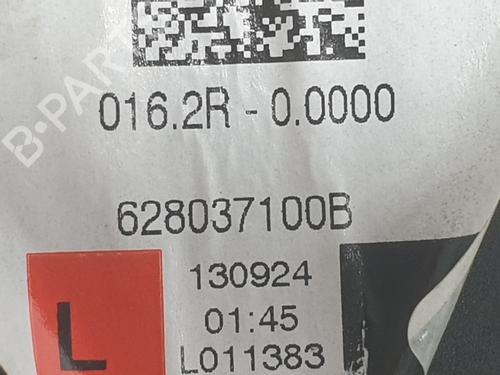 B-PARTS
016.2R - 0.0000
628037100B
130924
01:45
L
L011383